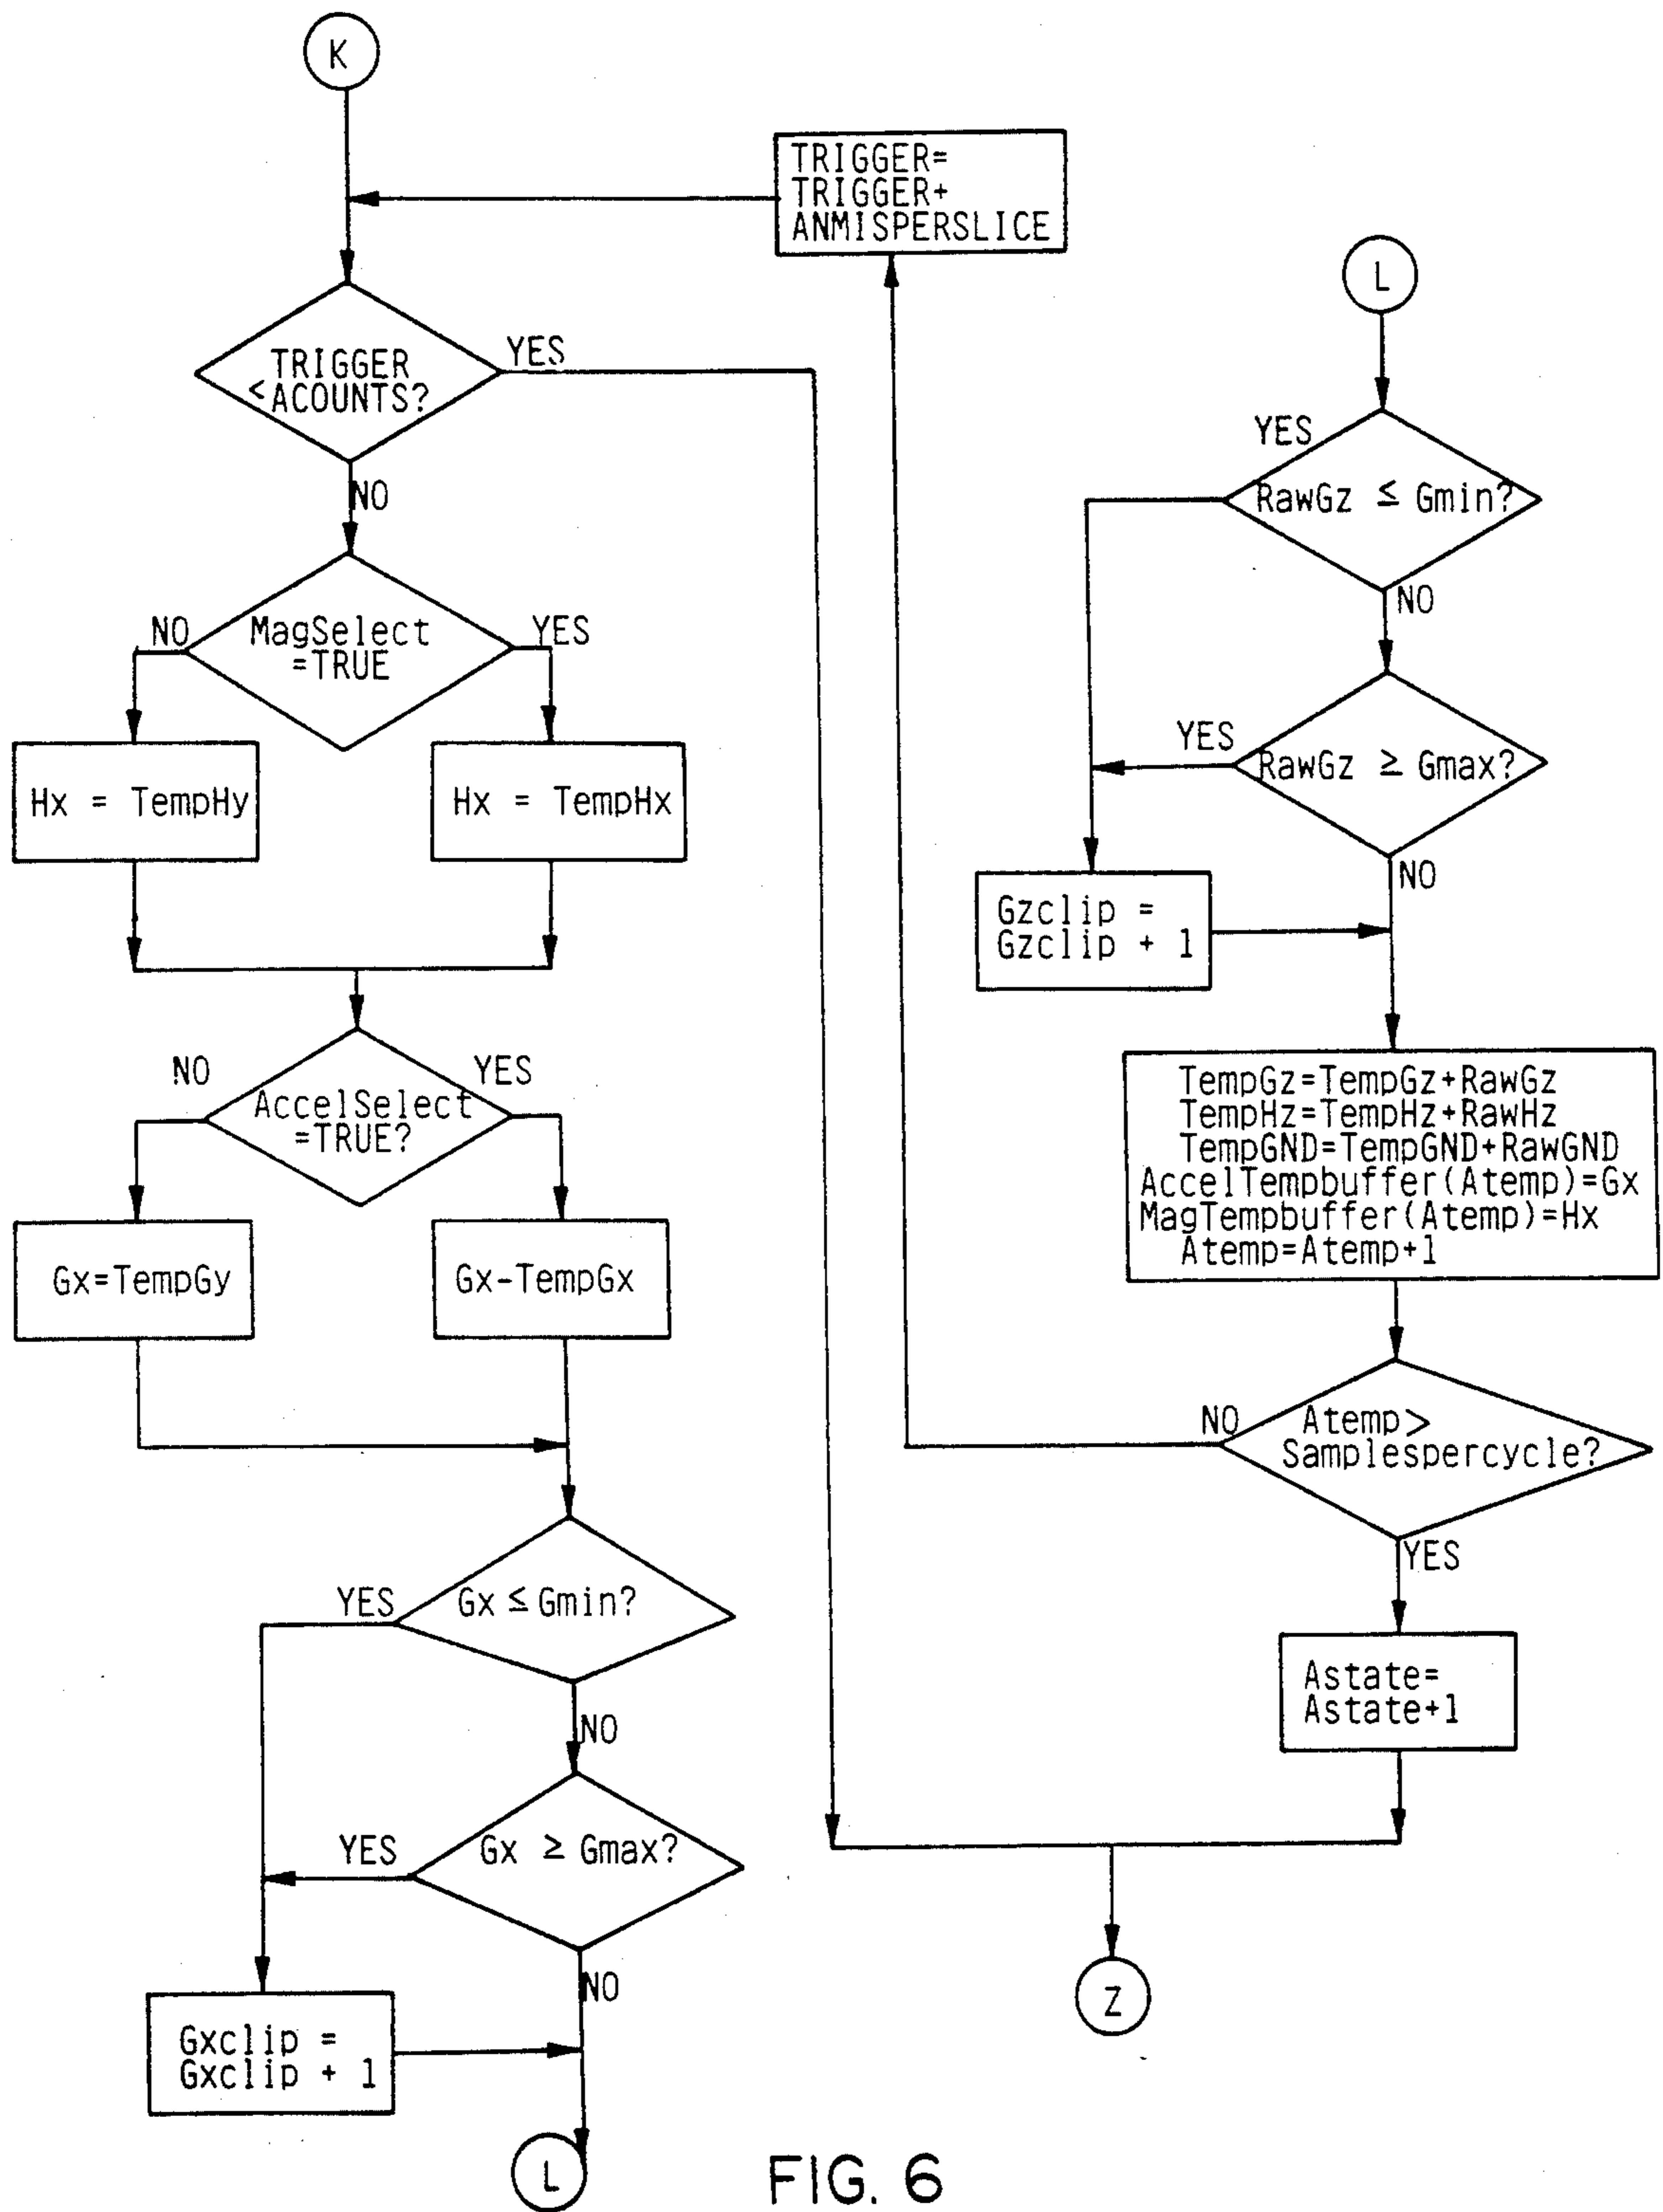 K
TRIGGER=
TRIGGER+
ANMISPERSLICE
TRIGGER
<ACOUNTS?
YES
NO
MagSelect
=TRUE
NO
YES
Hx = TempHy
Hx = TempHx
AccelSelect
=TRUE?
NO
YES
Gx=TempGy
Gx-TempGx
Gx ≤ Gmin?
YES
NO
Gx ≥ Gmax?
YES
NO
Gxclip =
Gxclip + 1
L
L
YES
RawGz ≤ Gmin?
NO
YES
RawGz ≥ Gmax?
NO
Gzclip =
Gzclip + 1
TempGz=TempGz+RawGz
TempHz=TempHz+RawHz
TempGND=TempGND+RawGND
AccelTempbuffer(Atemp)=Gx
MagTempbuffer(Atemp)=Hx
Atemp=Atemp+1
NO
Atemp>
Samplespercycle?
YES
Astate=
Astate+1
Z
FIG. 6